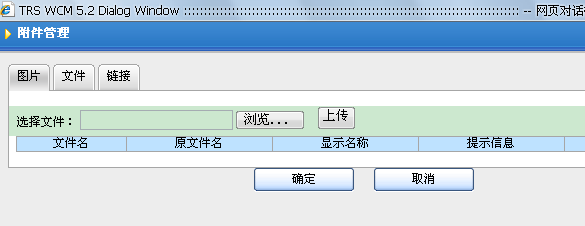 TRS WCM 5.2 Dialog Window -- 网页对话
附件管理
图片 文件 链接
选择文件： 浏览... 上传
文件名 原文件名 显示名称 提示信息
确定 取消